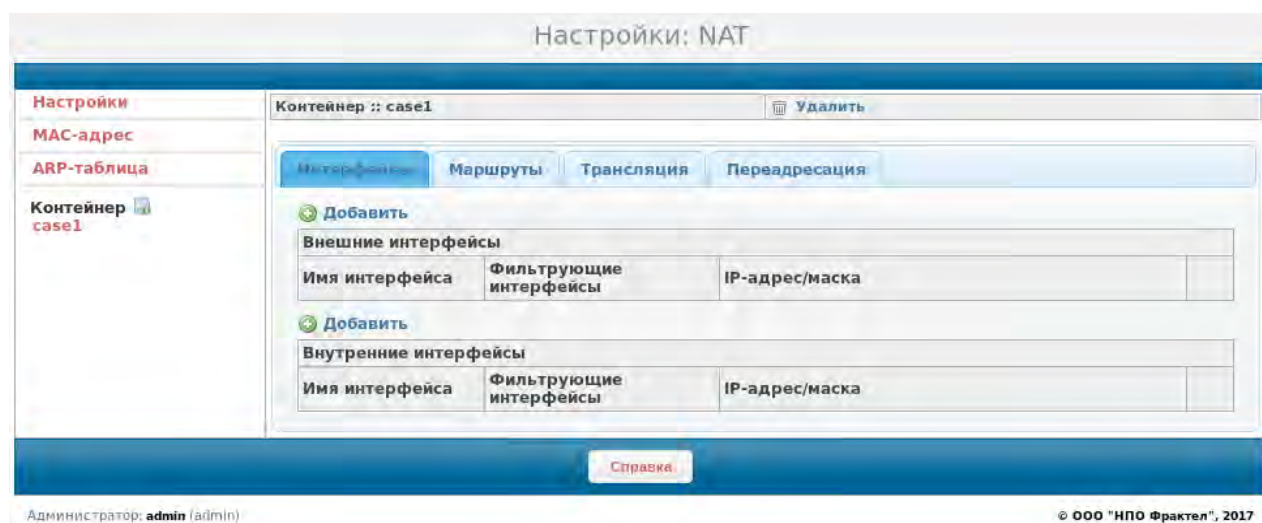 Настройки: NAT
Настройки
MAC-адрес
ARP-таблица
Контейнер
case1
Контейнер :: case1
Удалить
Интерфейсы
Маршруты
Трансляция
Переадресация
Добавить
Внешние интерфейсы
Имя интерфейса
Фильтрующие
интерфейсы
IP-адрес/маска
Добавить
Внутренние интерфейсы
Имя интерфейса
Фильтрующие
интерфейсы
IP-адрес/маска
Справка
Администратор: admin (admin)
© ООО "НПО Фрактел", 2017